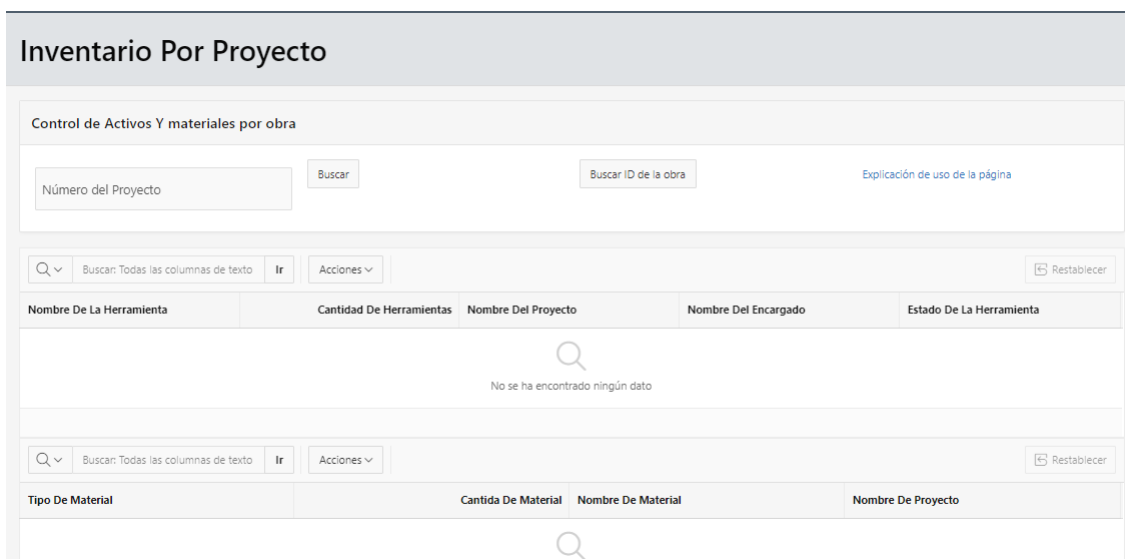 Inventario Por Proyecto
Control de Activos Y materiales por obra
Número del Proyecto Buscar Buscar ID de la obra Explicación de uso de la página
Buscar: Todas las columnas de texto Ir Acciones Restablecer
Nombre De La Herramienta Cantidad De Herramientas Nombre Del Proyecto Nombre Del Encargado Estado De La Herramienta
No se ha encontrado ningún dato
Buscar: Todas las columnas de texto Ir Acciones Restablecer
Tipo De Material Cantida De Material Nombre De Material Nombre De Proyecto